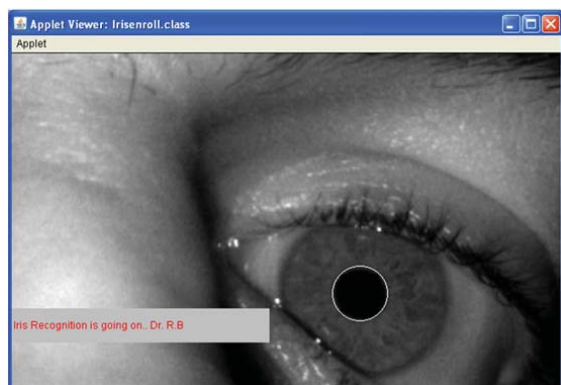 Applet Viewer: Irisenroll.class
Applet
Iris Recognition is going on.. Dr. R.B